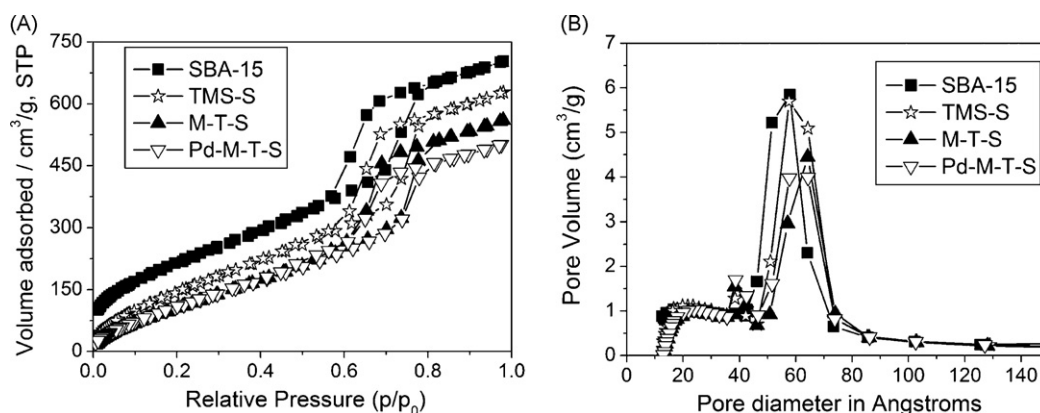 (A)
750
600
450
300
150
0
0.0 0.2 0.4 0.6 0.8 1.0
Volume adsorbed / cm³/g, STP
Relative Pressure (p/p₀)
SBA-15
TMS-S
M-T-S
Pd-M-T-S
(B)
7
6
5
4
3
2
1
0
0 20 40 60 80 100 120 140
Pore Volume (cm³/g)
Pore diameter in Angstroms
SBA-15
TMS-S
M-T-S
Pd-M-T-S